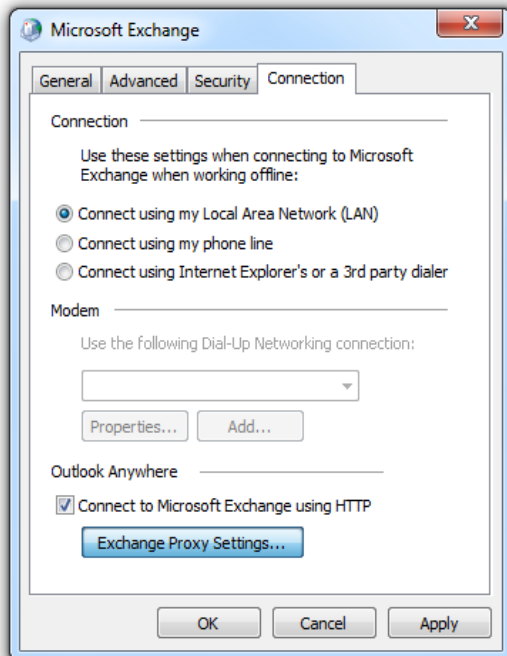 Microsoft Exchange
General Advanced Security Connection
Connection
Use these settings when connecting to Microsoft
Exchange when working offline:
Connect using my Local Area Network (LAN)
Connect using my phone line
Connect using Internet Explorer's or a 3rd party dialer
Modem
Use the following Dial-Up Networking connection:
Properties... Add...
Outlook Anywhere
Connect to Microsoft Exchange using HTTP
Exchange Proxy Settings...
OK Cancel Apply